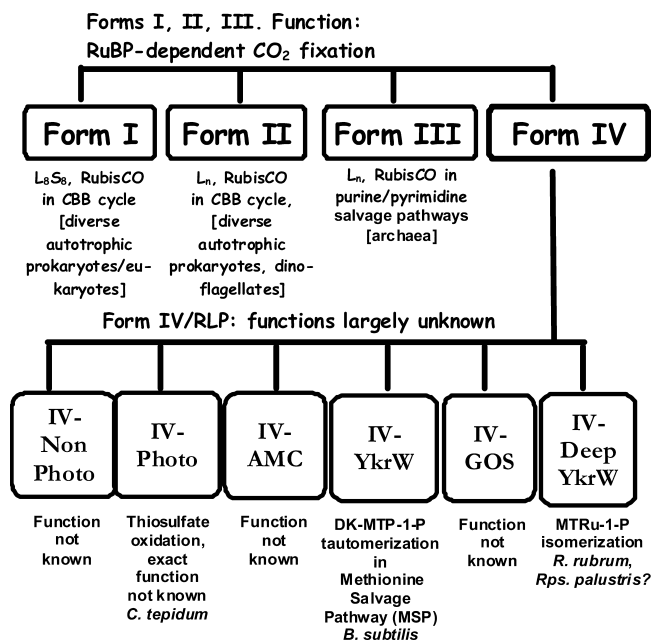 Forms I, II, III. Function:
RuBP-dependent CO₂ fixation
Form I
Form II
Form III
Form IV
L₈S₈, RubisCO
in CBB cycle
[diverse
autotrophic
prokaryotes/eu-
karyotes]
Lₙ, RubisCO
in CBB cycle,
[diverse
autotrophic
prokaryotes, dino-
flagellates]
Lₙ, RubisCO in
purine/pyrimidine
salvage pathways
[archaea]
Form IV/RLP: functions largely unknown
IV-
Non
Photo
IV-
Photo
IV-
AMC
IV-
YkrW
IV-
GOS
IV-
Deep
YkrW
Function
not
known
Thiosulfate
oxidation,
exact
function
not known
C. tepidum
Function
not
known
DK-MTP-1-P
tautomerization
in
Methionine
Salvage
Pathway (MSP)
B. subtilis
Function
not
known
MTRu-1-P
isomerization
R. rubrum,
Rps. palustris?